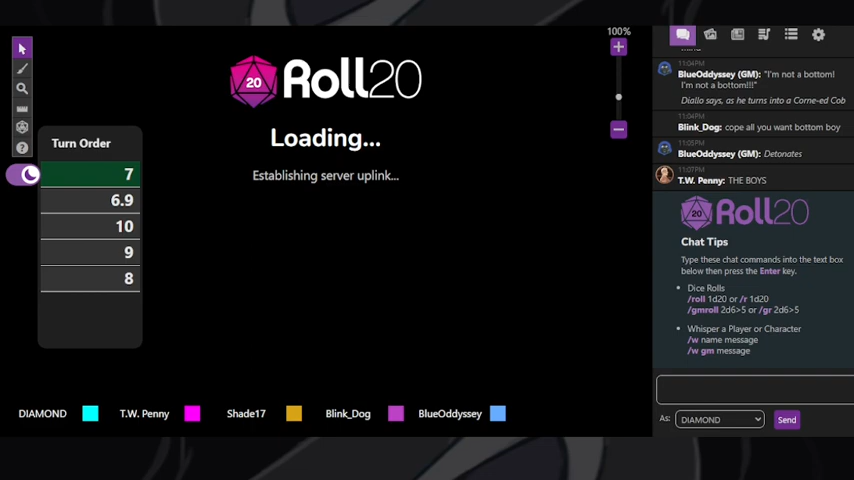 100%
20 Roll20
Loading...
Establishing server uplink...
Turn Order
7
6.9
10
9
8
DIAMOND
T.W. Penny
Shade17
Blink_Dog
BlueOddyssey
11:04PM
BlueOddyssey (GM): "I'm not a bottom!
I'm not a bottom!!!"
Diallo says, as he turns into a Corne-ed Cob
11:04PM
Blink_Dog: cope all you want bottom boy
11:05PM
BlueOddyssey (GM): Detonates
11:07PM
T.W. Penny: THE BOYS
20 Roll20
Chat Tips
Type these chat commands into the text box
below then press the Enter key.
Dice Rolls
/roll 1d20 or /r 1d20
/gmroll 2d6>5 or /gr 2d6>5
Whisper a Player or Character
/w name message
/w gm message
As: DIAMOND Send